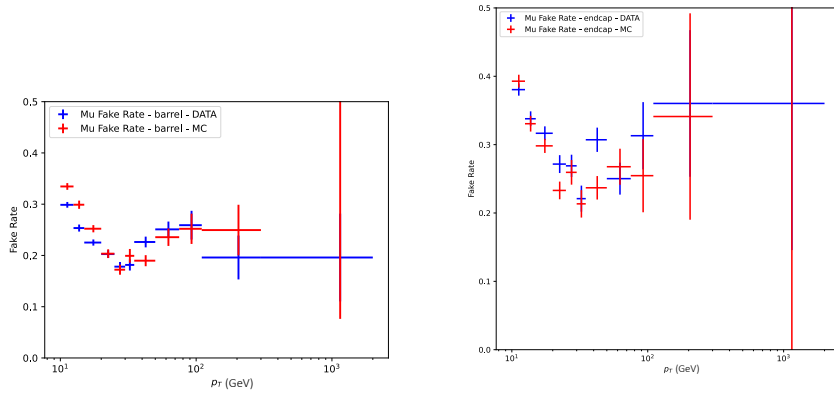 0.5
0.4
0.3
0.2
0.1
0.0
Fake Rate
Mu Fake Rate - barrel - DATA
Mu Fake Rate - barrel - MC
10¹ 10² 10³
pT (GeV)
0.5
0.4
0.3
0.2
0.1
0.0
Fake Rate
Mu Fake Rate - endcap - DATA
Mu Fake Rate - endcap - MC
10¹ 10² 10³
pT (GeV)